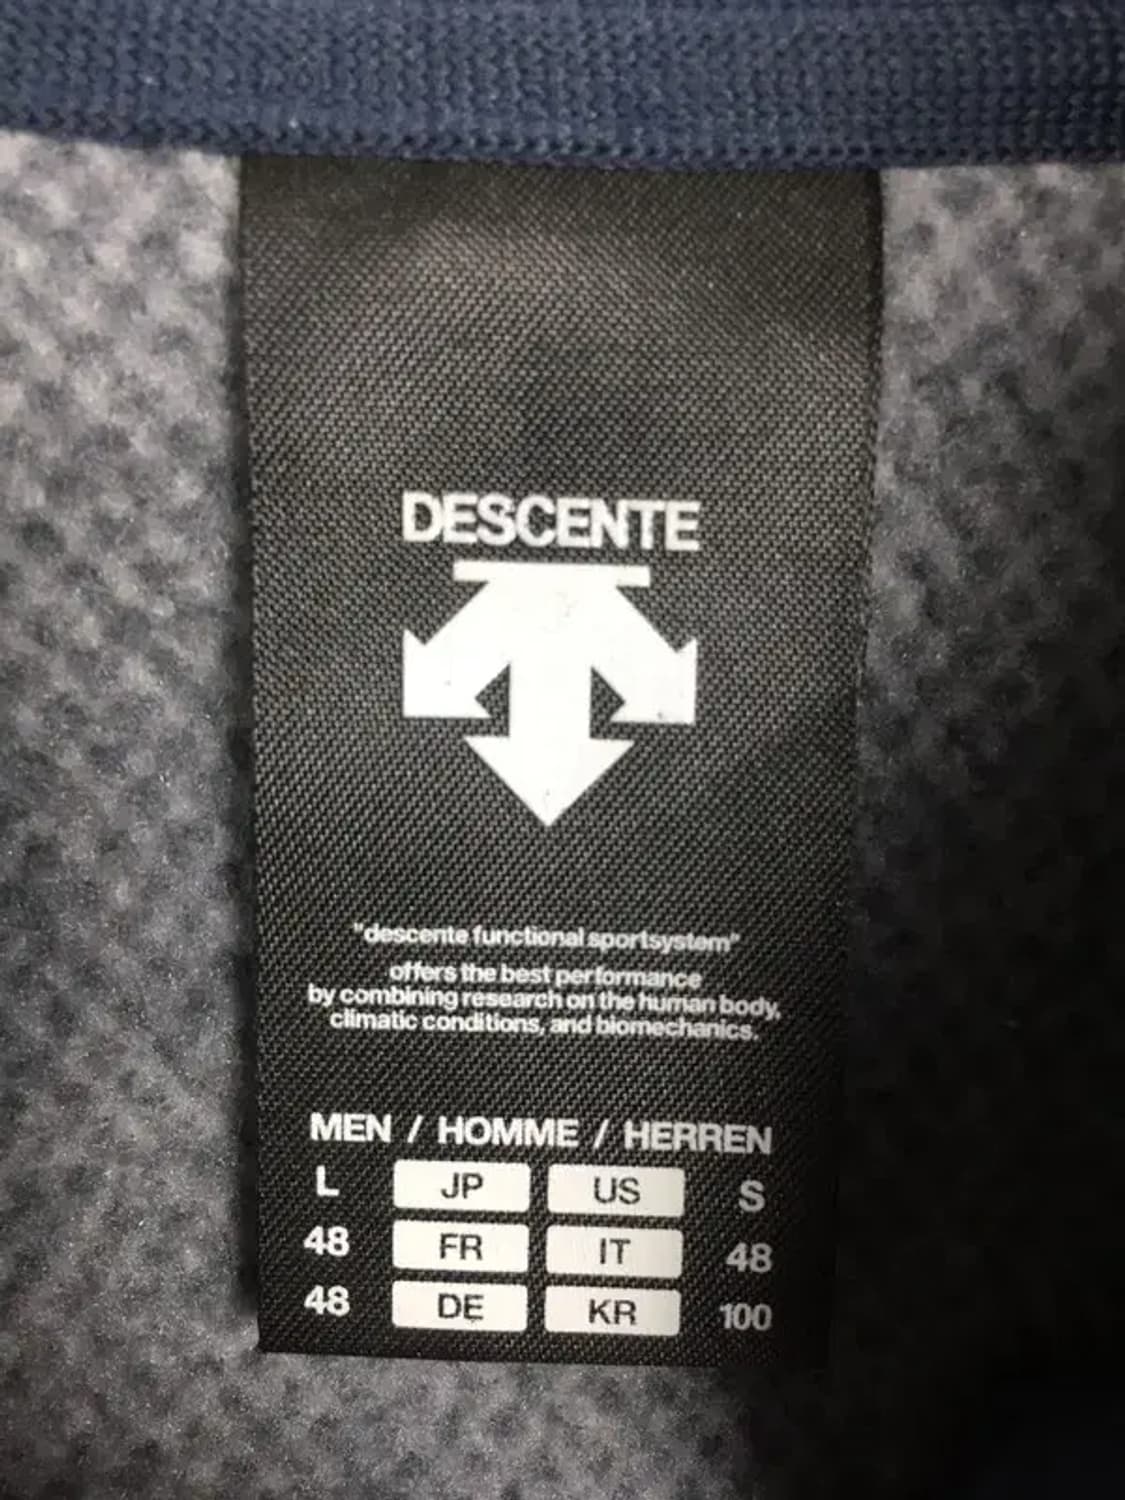 DESCENTE
"descente functional sportsystem"
offers the best performance
by combining research on the human body,
climatic conditions, and biomechanics.
MEN / HOMME / HERREN
L JP US S
48 FR IT 48
48 DE KR 100